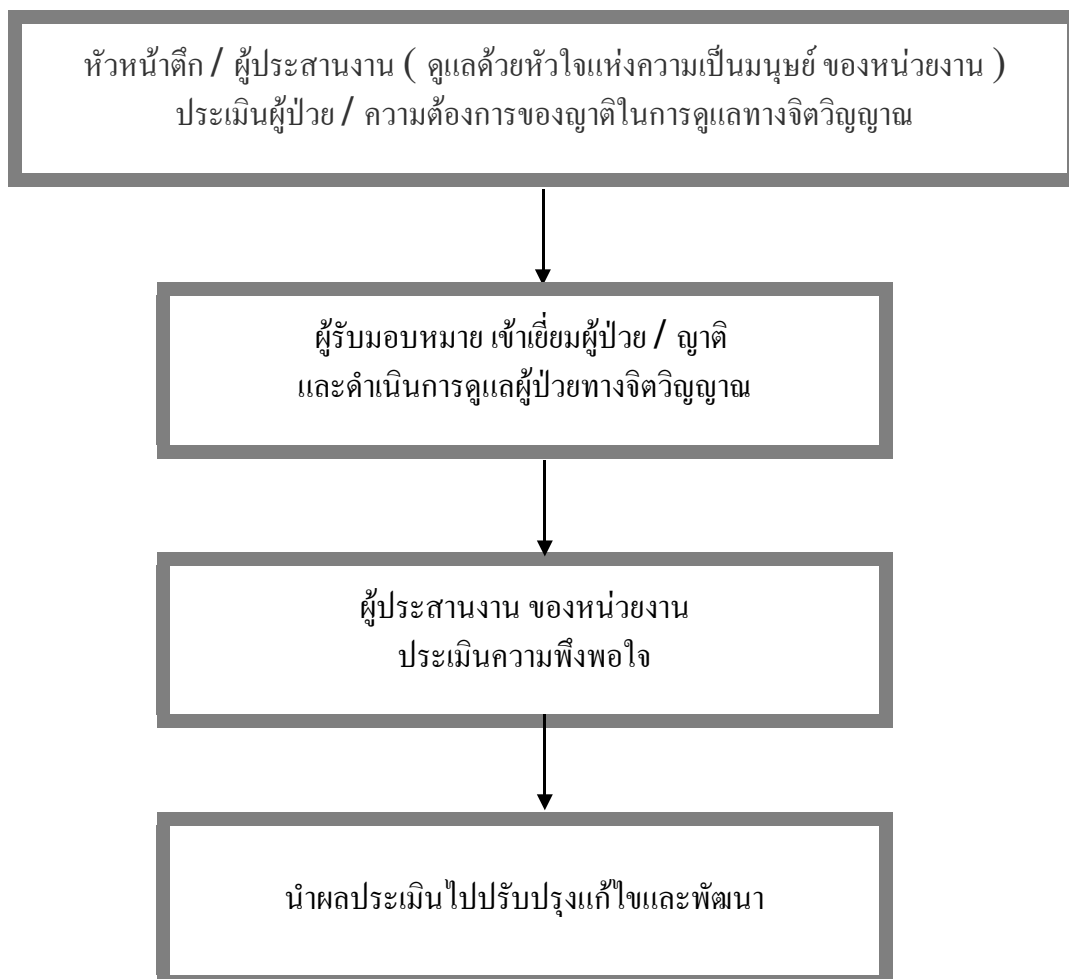 หัวหน้าตึก / ผู้ประสานงาน ( ดูแลด้วยหัวใจแห่งความเป็นมนุษย์ ของหน่วยงาน )
ประเมินผู้ป่วย / ความต้องการของญาติในการดูแลทางจิตวิญญาณ
ผู้รับมอบหมาย เข้าเยี่ยมผู้ป่วย / ญาติ
และดำเนินการดูแลผู้ป่วยทางจิตวิญญาณ
ผู้ประสานงาน ของหน่วยงาน
ประเมินความพึงพอใจ
นำผลประเมินไปปรับปรุงแก้ไขและพัฒนา